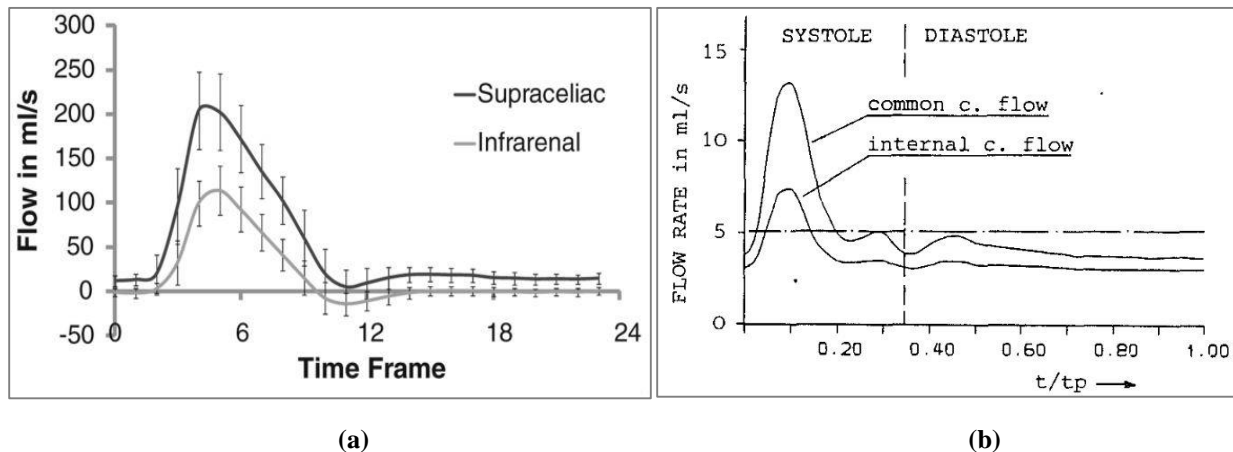 300
250
200
150
100
50
0
-50
Flow in ml/s
Supraceliac
Infrarenal
0
6
12
18
24
Time Frame
(a)
SYSTOLE
DIASTOLE
15
10
5
0
FLOW RATE in ml/s
common c. flow
internal c. flow
0.20
0.40
0.60
0.80
1.00
t/tp
(b)